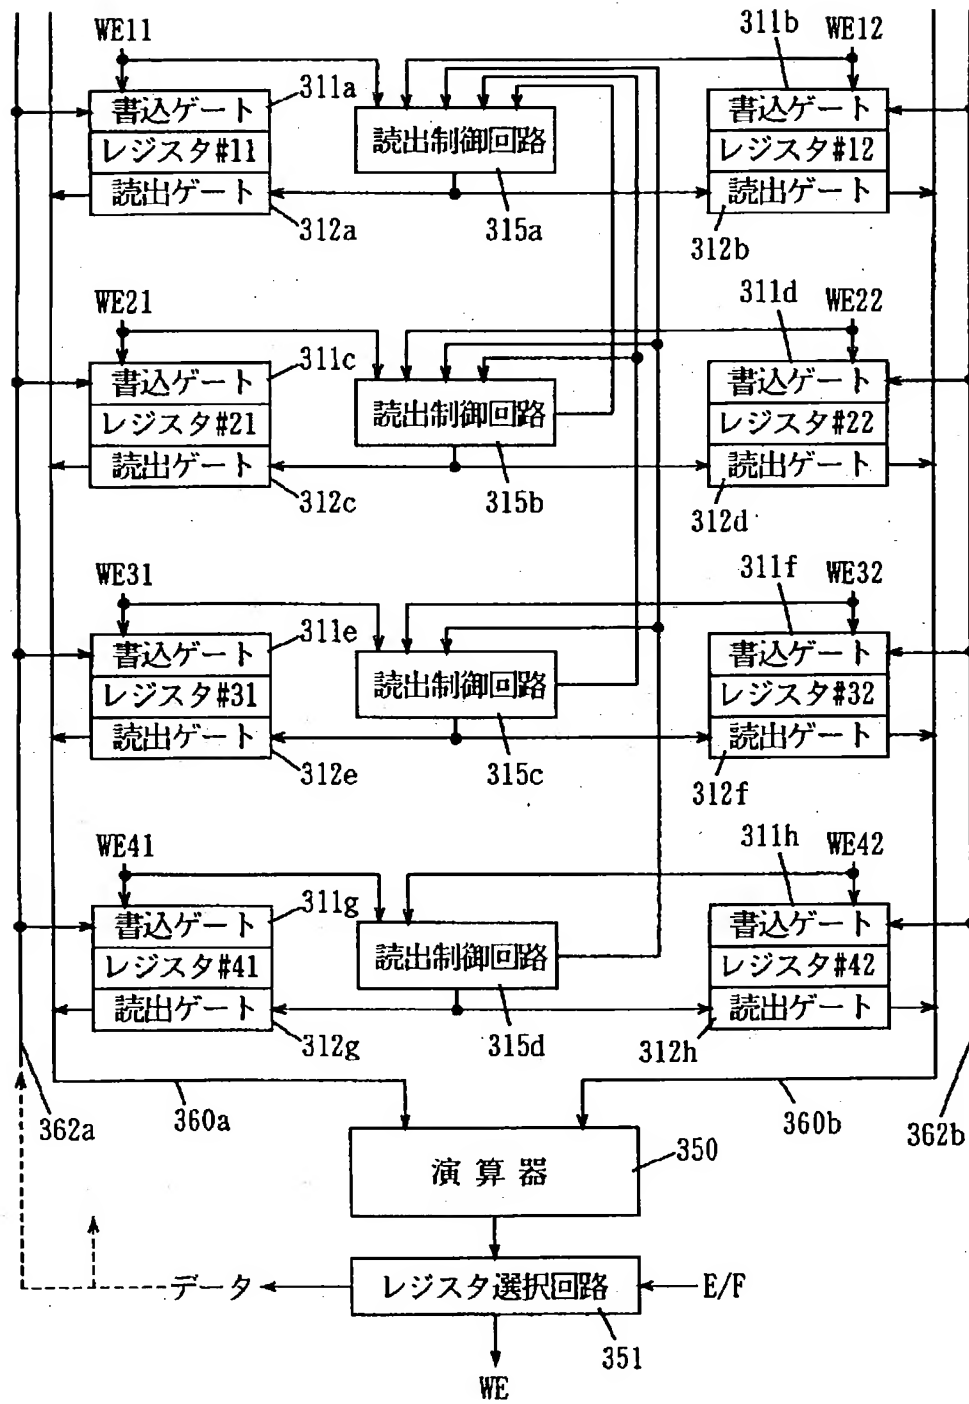 WE11 311b WE12
書込ゲート 311a 書込ゲート
レジスタ#11 読出制御回路 レジスタ#12
読出ゲート 読出ゲート
312a 315a 312b
WE21 311d WE22
書込ゲート 311c 書込ゲート
レジスタ#21 読出制御回路 レジスタ#22
読出ゲート 読出ゲート
312c 315b 312d
WE31 311f WE32
書込ゲート 311e 書込ゲート
レジスタ#31 読出制御回路 レジスタ#32
読出ゲート 読出ゲート
312e 315c 312f
WE41 311h WE42
書込ゲート 311g 書込ゲート
レジスタ#41 読出制御回路 レジスタ#42
読出ゲート 読出ゲート
312g 315d 312h
362a 360a 360b 362b
演算器 350
データ レジスタ選択回路 E/F
351
WE